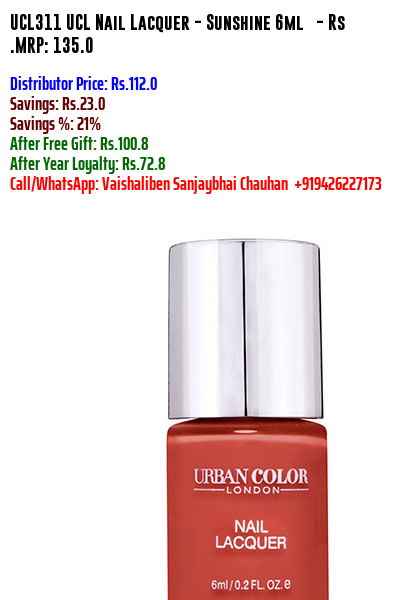 UCL311 UCL Nail Lacquer - Sunshine 6ml - Rs
.MRP: 135.0
Distributor Price: Rs.112.0
Savings: Rs.23.0
Savings %: 21%
After Free Gift: Rs.100.8
After Year Loyalty: Rs.72.8
Call/WhatsApp: Vaishaliben Sanjaybhai Chauhan +919426227173
URBAN COLOR
LONDON
NAIL
LACQUER
6ml/0.2 FL. OZ.e